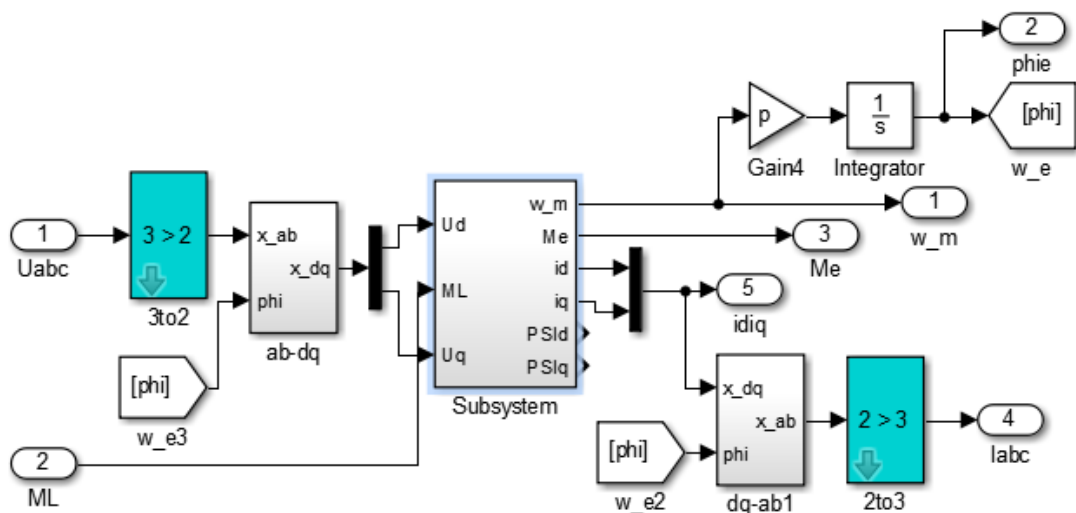 2
phie
p
1
s
[phi]
Gain4
Integrator
w_e
1
Uabc
3 > 2
3to2
x_ab
x_dq
phi
ab-dq
[phi]
w_e3
2
ML
Ud
ML
Uq
w_m
Me
id
iq
PSId
PSIq
Subsystem
1
w_m
3
Me
5
idiq
[phi]
w_e2
x_dq
x_ab
phi
dq-ab1
2 > 3
2to3
4
Iabc